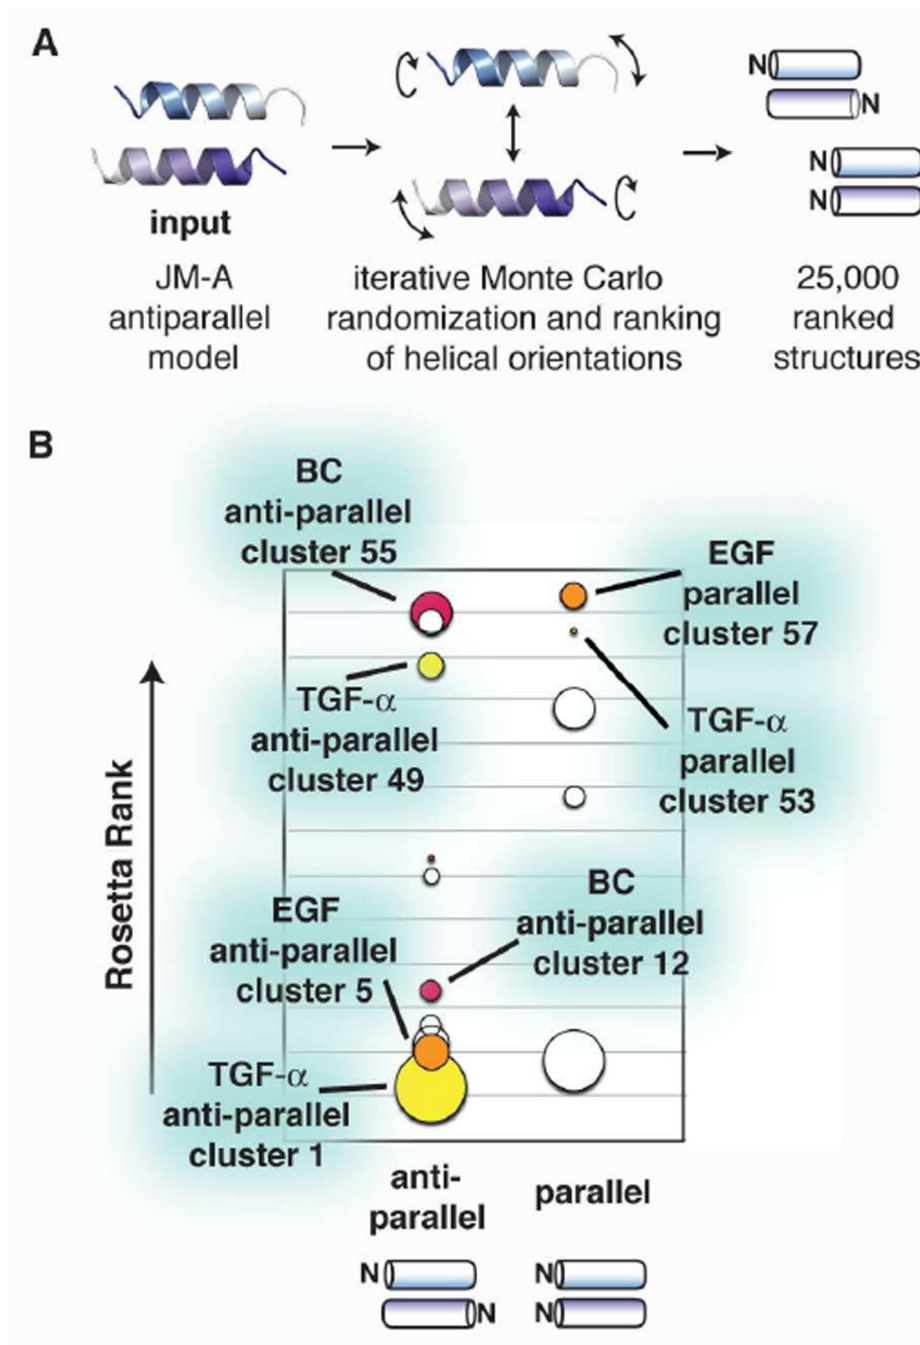 A
N
N
N
N
input
JM-A
antiparallel
model
iterative Monte Carlo
randomization and ranking
of helical orientations
25,000
ranked
structures
B
BC
anti-parallel
cluster 55
EGF
parallel
cluster 57
TGF-α
anti-parallel
cluster 49
TGF-α
parallel
cluster 53
Rosetta Rank
BC
anti-parallel
cluster 12
EGF
anti-parallel
cluster 5
TGF-α
anti-parallel
cluster 1
anti-
parallel
parallel
N
N
N
N